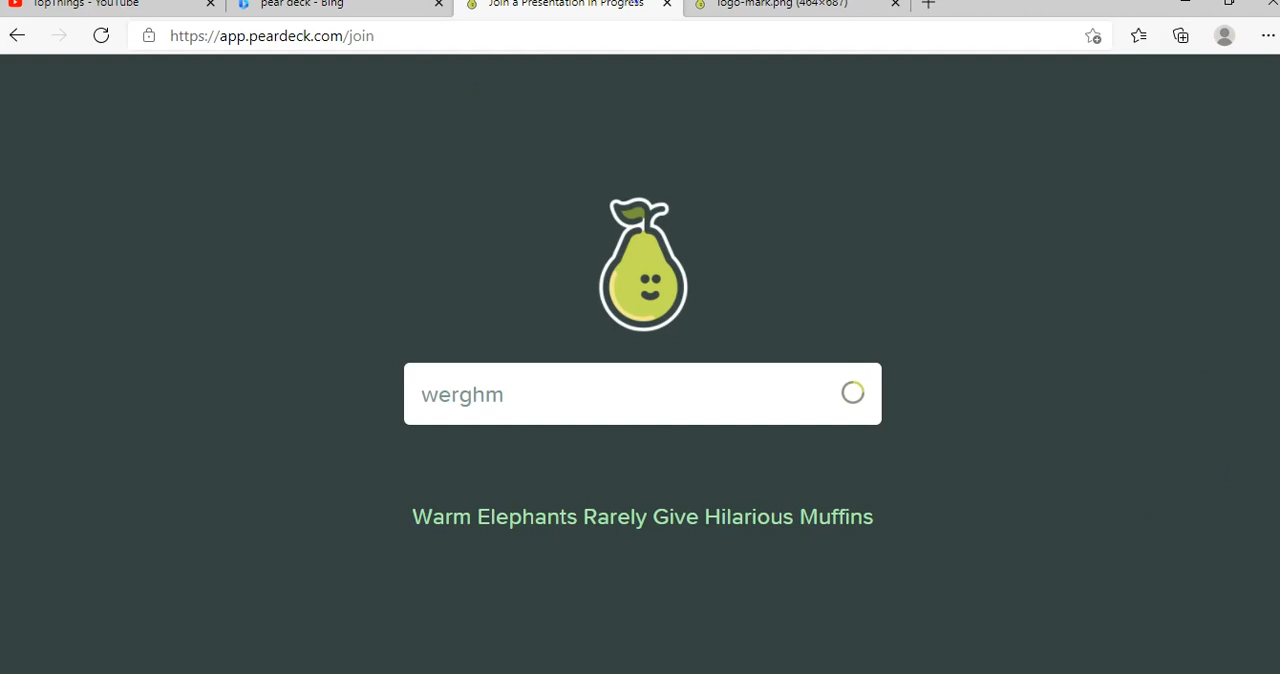 TopThings - YouTube
pear deck - Bing
Join a Presentation in Progress
logo-mark.png (464×687)
https://app.peardeck.com/join
werghm
Warm Elephants Rarely Give Hilarious Muffins